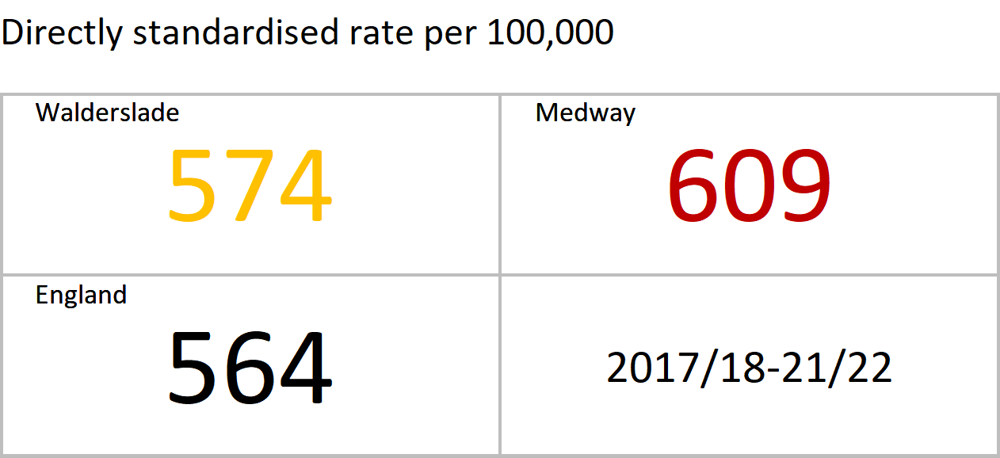 Directly standardised rate per 100,000
Walderslade
574
Medway
609
England
564
2017/18-21/22